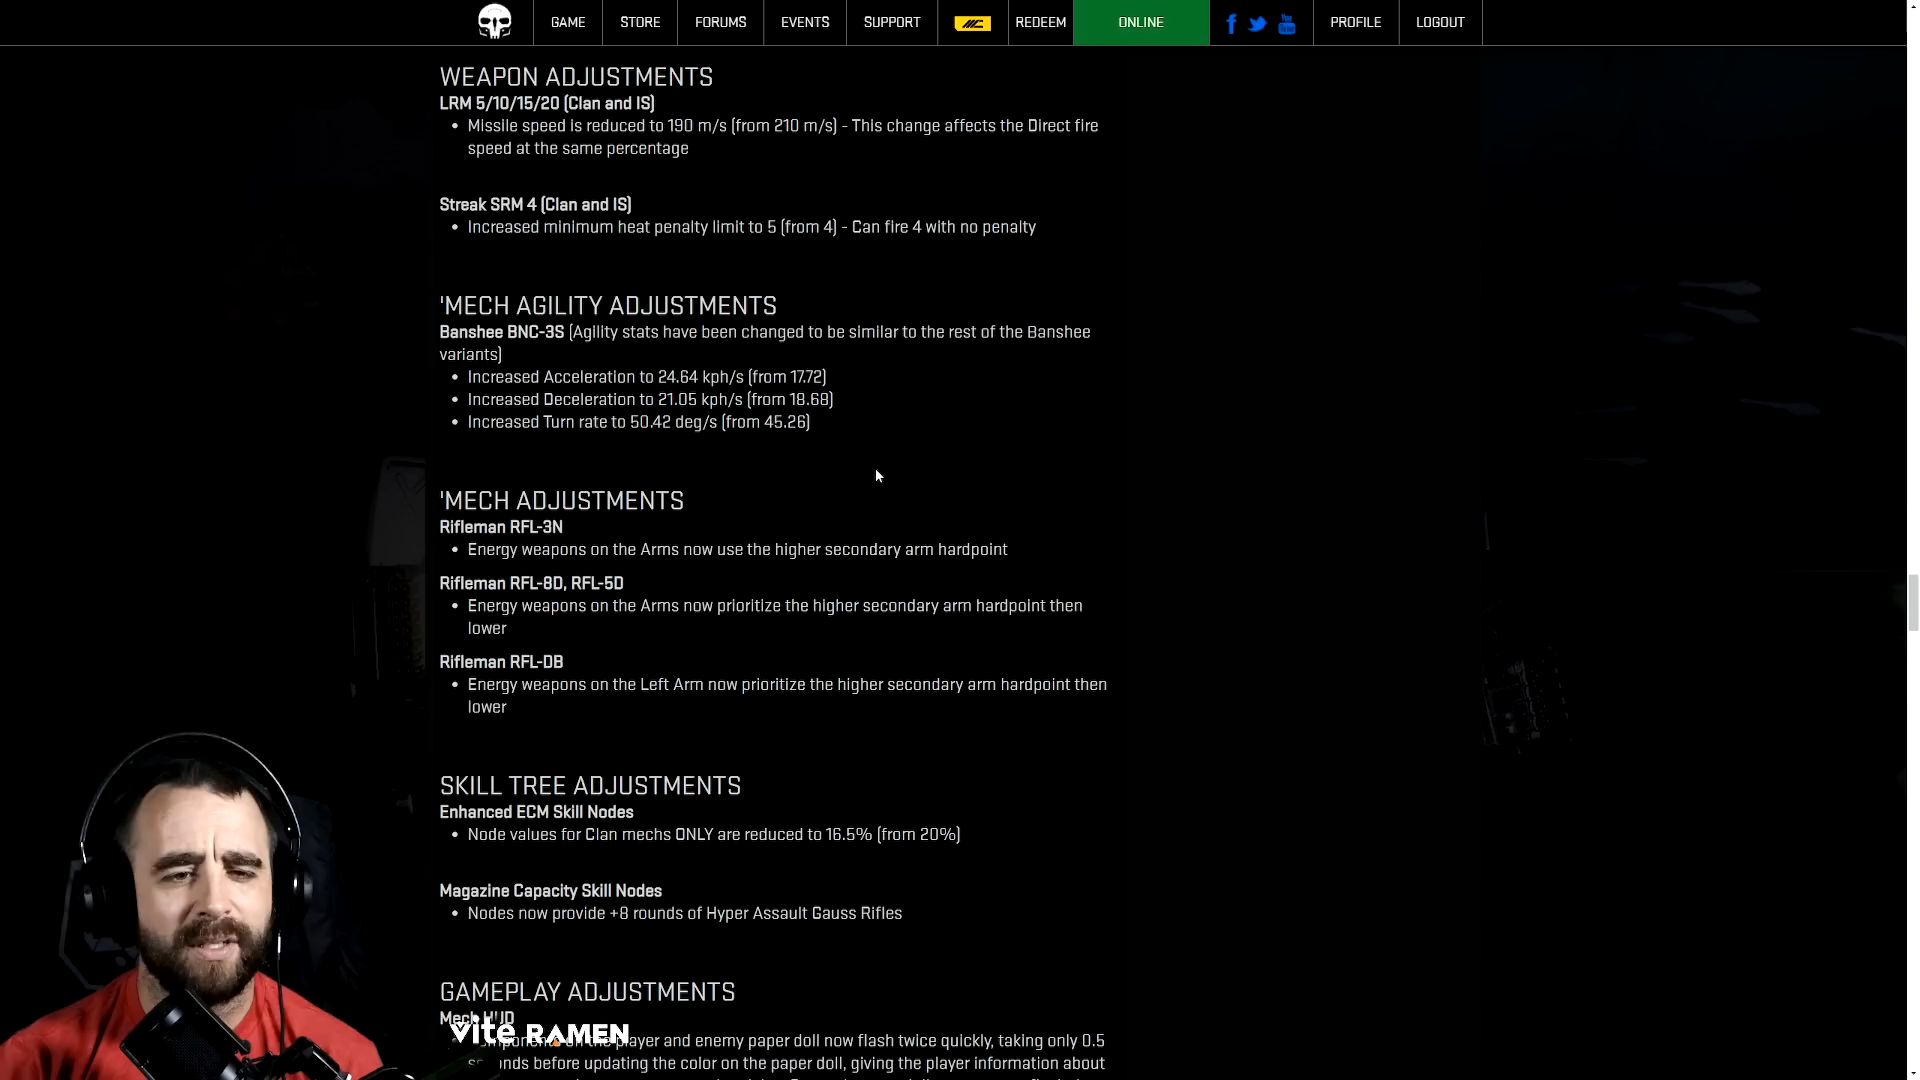 GAME STORE FORUMS EVENTS SUPPORT MC REDEEM ONLINE PROFILE LOGOUT
WEAPON ADJUSTMENTS
LRM 5/10/15/20 (Clan and IS)
• Missile speed is reduced to 190 m/s (from 210 m/s) - This change affects the Direct fire
speed at the same percentage
Streak SRM 4 (Clan and IS)
• Increased minimum heat penalty limit to 5 (from 4) - Can fire 4 with no penalty
'MECH AGILITY ADJUSTMENTS
Banshee BNC-3S (Agility stats have been changed to be similar to the rest of the Banshee
variants)
• Increased Acceleration to 24.64 kph/s (from 17.72)
• Increased Deceleration to 21.05 kph/s (from 18.68)
• Increased Turn rate to 50.42 deg/s (from 45.26)
'MECH ADJUSTMENTS
Rifleman RFL-3N
• Energy weapons on the Arms now use the higher secondary arm hardpoint
Rifleman RFL-8D, RFL-5D
• Energy weapons on the Arms now prioritize the higher secondary arm hardpoint then
lower
Rifleman RFL-DB
• Energy weapons on the Left Arm now prioritize the higher secondary arm hardpoint then
lower
SKILL TREE ADJUSTMENTS
Enhanced ECM Skill Nodes
• Node values for Clan mechs ONLY are reduced to 16.5% (from 20%)
Magazine Capacity Skill Nodes
• Nodes now provide +8 rounds of Hyper Assault Gauss Rifles
GAMEPLAY ADJUSTMENTS
Mech HUD
vite RAMEN
player and enemy paper doll now flash twice quickly, taking only 0.5
before updating the color on the paper doll, giving the player information about